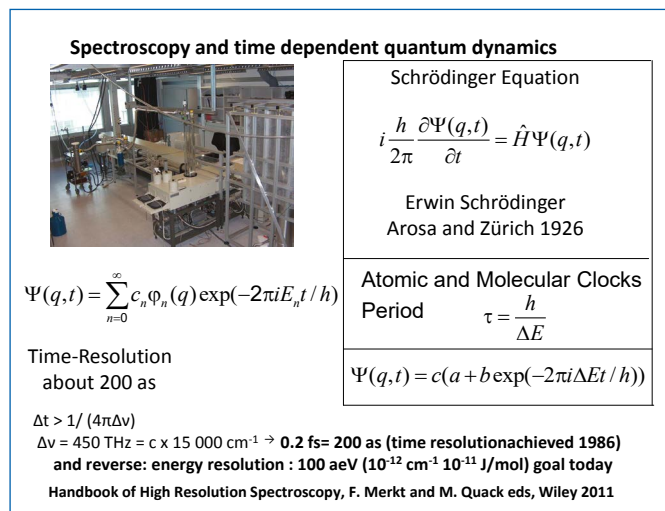 Spectroscopy and time dependent quantum dynamics
Schrödinger Equation
i h/2π ∂Ψ(q,t)/∂t = ĤΨ(q,t)
Erwin Schrödinger
Arosa and Zürich 1926
Ψ(q,t) = ∑_{n=0}^{∞} c_n φ_n(q) exp(−2πiE_n t / h)
Atomic and Molecular Clocks
Period τ = h/ΔE
Time-Resolution
about 200 as
Ψ(q,t) = c(a + b exp(−2πiΔEt / h))
Δt > 1/ (4πΔν)
Δν = 450 THz = c x 15 000 cm⁻¹ → 0.2 fs= 200 as (time resolutionachieved 1986)
and reverse: energy resolution : 100 aeV (10⁻¹² cm⁻¹ 10⁻¹¹ J/mol) goal today
Handbook of High Resolution Spectroscopy, F. Merkt and M. Quack eds, Wiley 2011